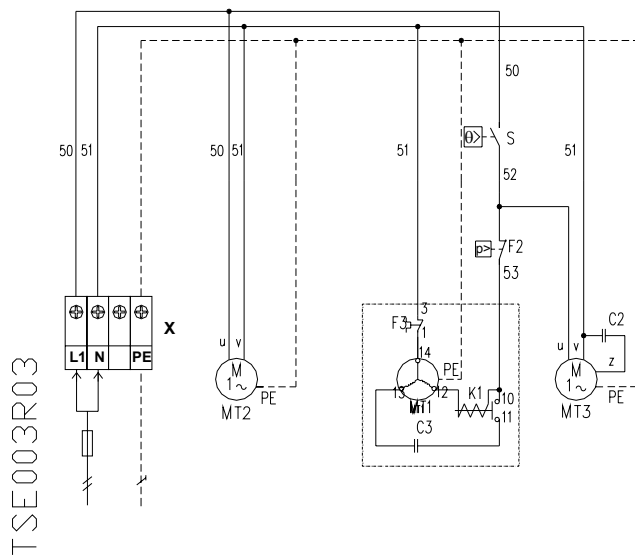 50
50
51
50
51
51
θ>
S
51
52
p>
F2
53
X
L1 N PE
u
v
M
1~
PE
MT2
F3
3
1
14
PE
13
12
MT1
K1
10
11
C3
C2
u
v
z
M
1~
PE
MT3
TSE003R03